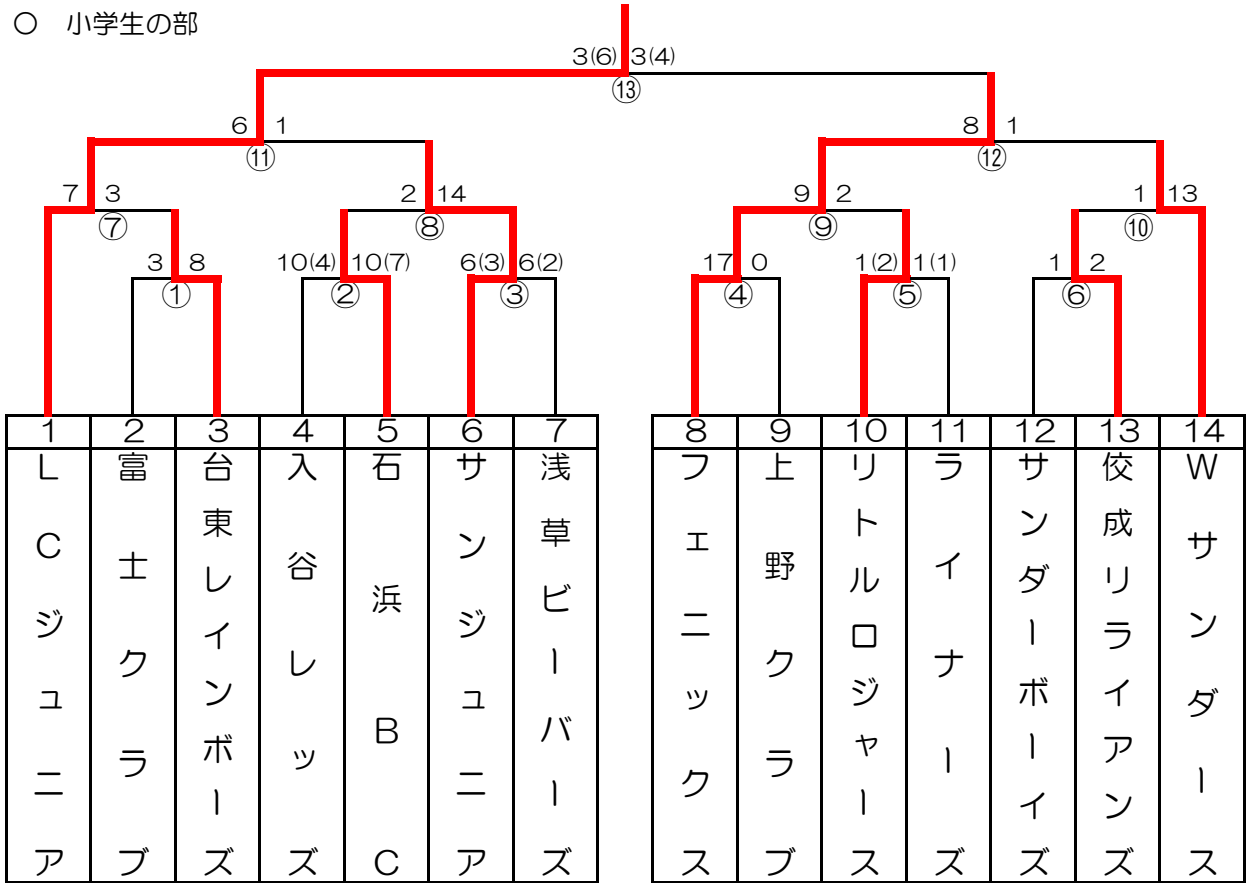 ○　小学生の部
3(6) 3(4)
⑬
6 1
⑪
8 1
⑫
7 3
⑦
2 14
⑧
9 2
⑨
1 13
⑩
3 8
①
10(4) 10(7)
②
6(3) 6(2)
③
17 0
④
1(2) 1(1)
⑤
1 2
⑥
1 2 3 4 5 6 7 8 9 10 11 12 13 14
LCジュニア
富士クラブ
台東レインボーズ
入谷レッズ
石浜BC
サンジュニア
浅草ビーバーズ
フェニックス
上野クラブ
リトルロジャース
ライナーズ
サンダーボーイズ
佼成リライアンズ
Wサンダース